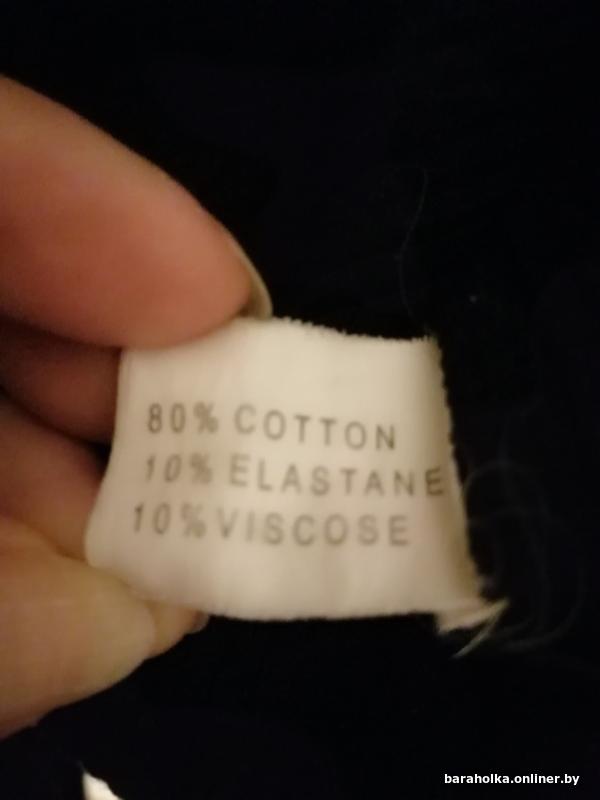 80% COTTON
10% ELASTANE
10% VISCOSE
baraholka.onliner.by